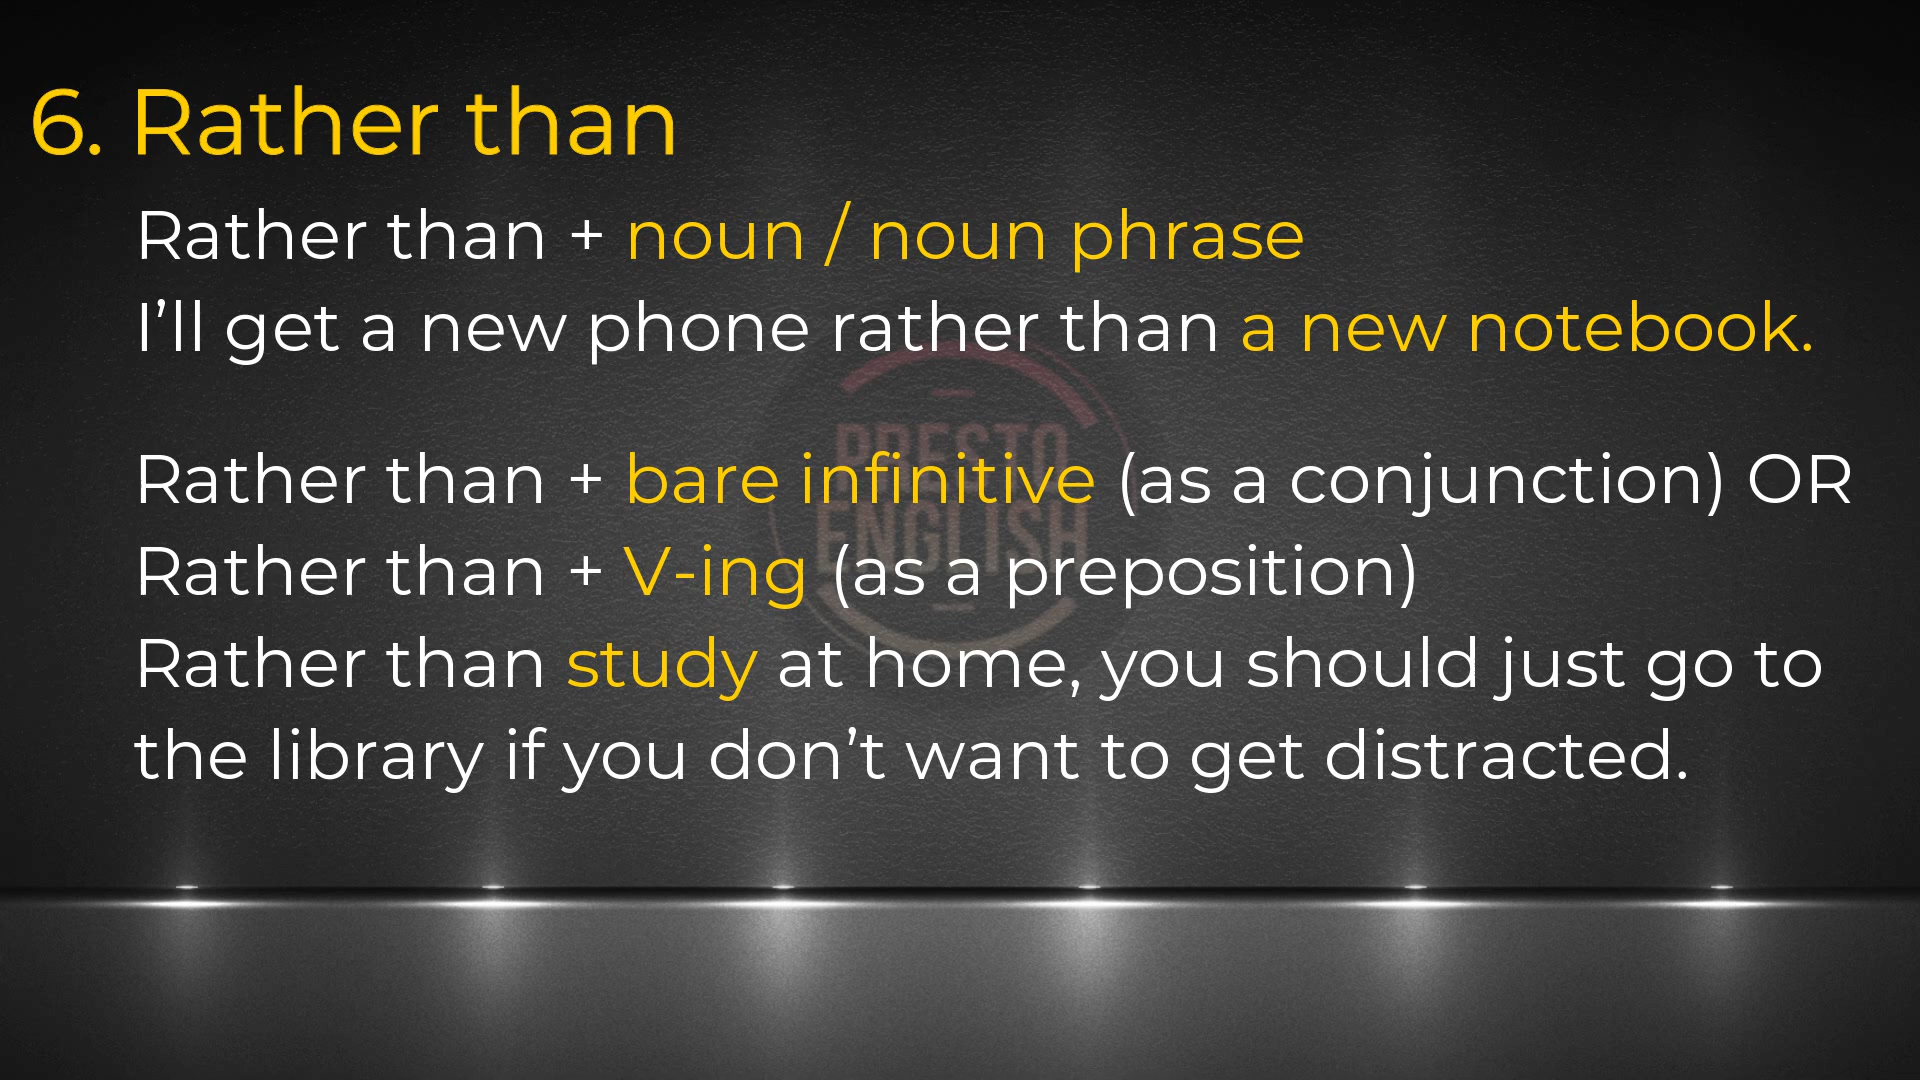 6. Rather than
Rather than + noun / noun phrase
I’ll get a new phone rather than a new notebook.
Rather than + bare infinitive (as a conjunction) OR
Rather than + V-ing (as a preposition)
Rather than study at home, you should just go to
the library if you don’t want to get distracted.
PRESTO
ENGLISH